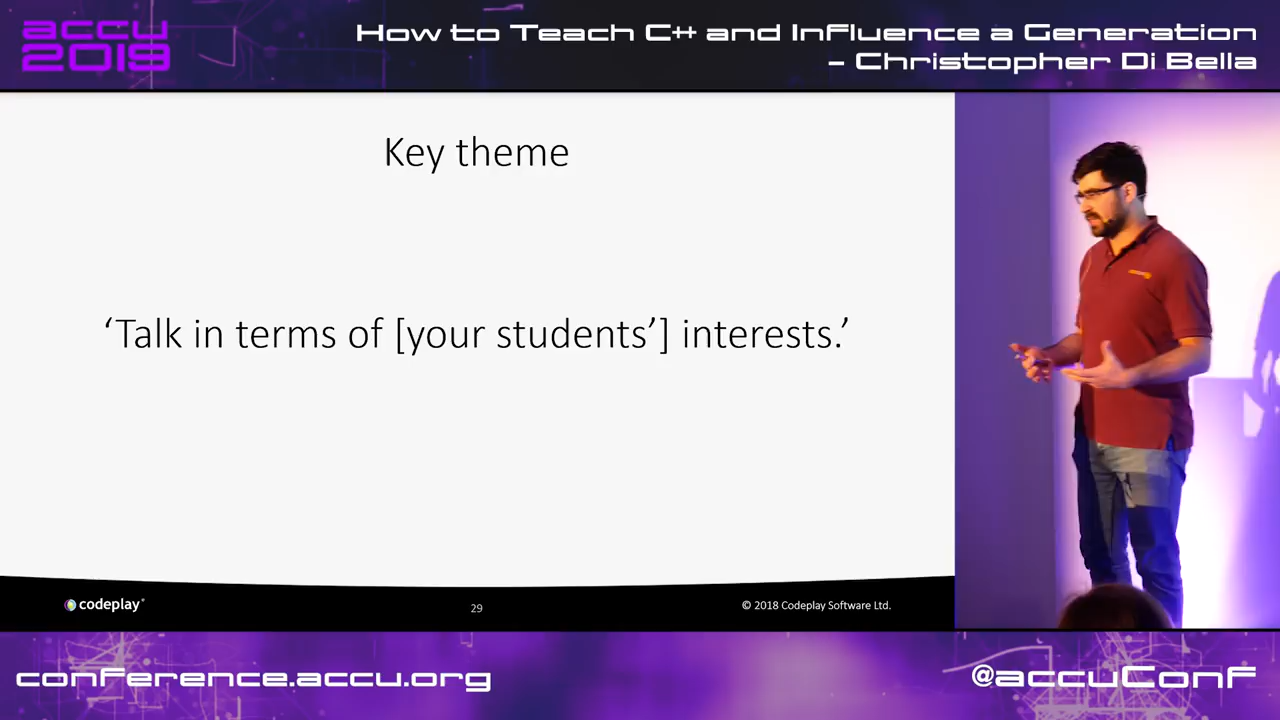 accu
2019
How to Teach C++ and Influence a Generation
– Christopher Di Bella
Key theme
‘Talk in terms of [your students’] interests.’
codeplay®
29
© 2018 Codeplay Software Ltd.
conference.accu.org
@accuConf